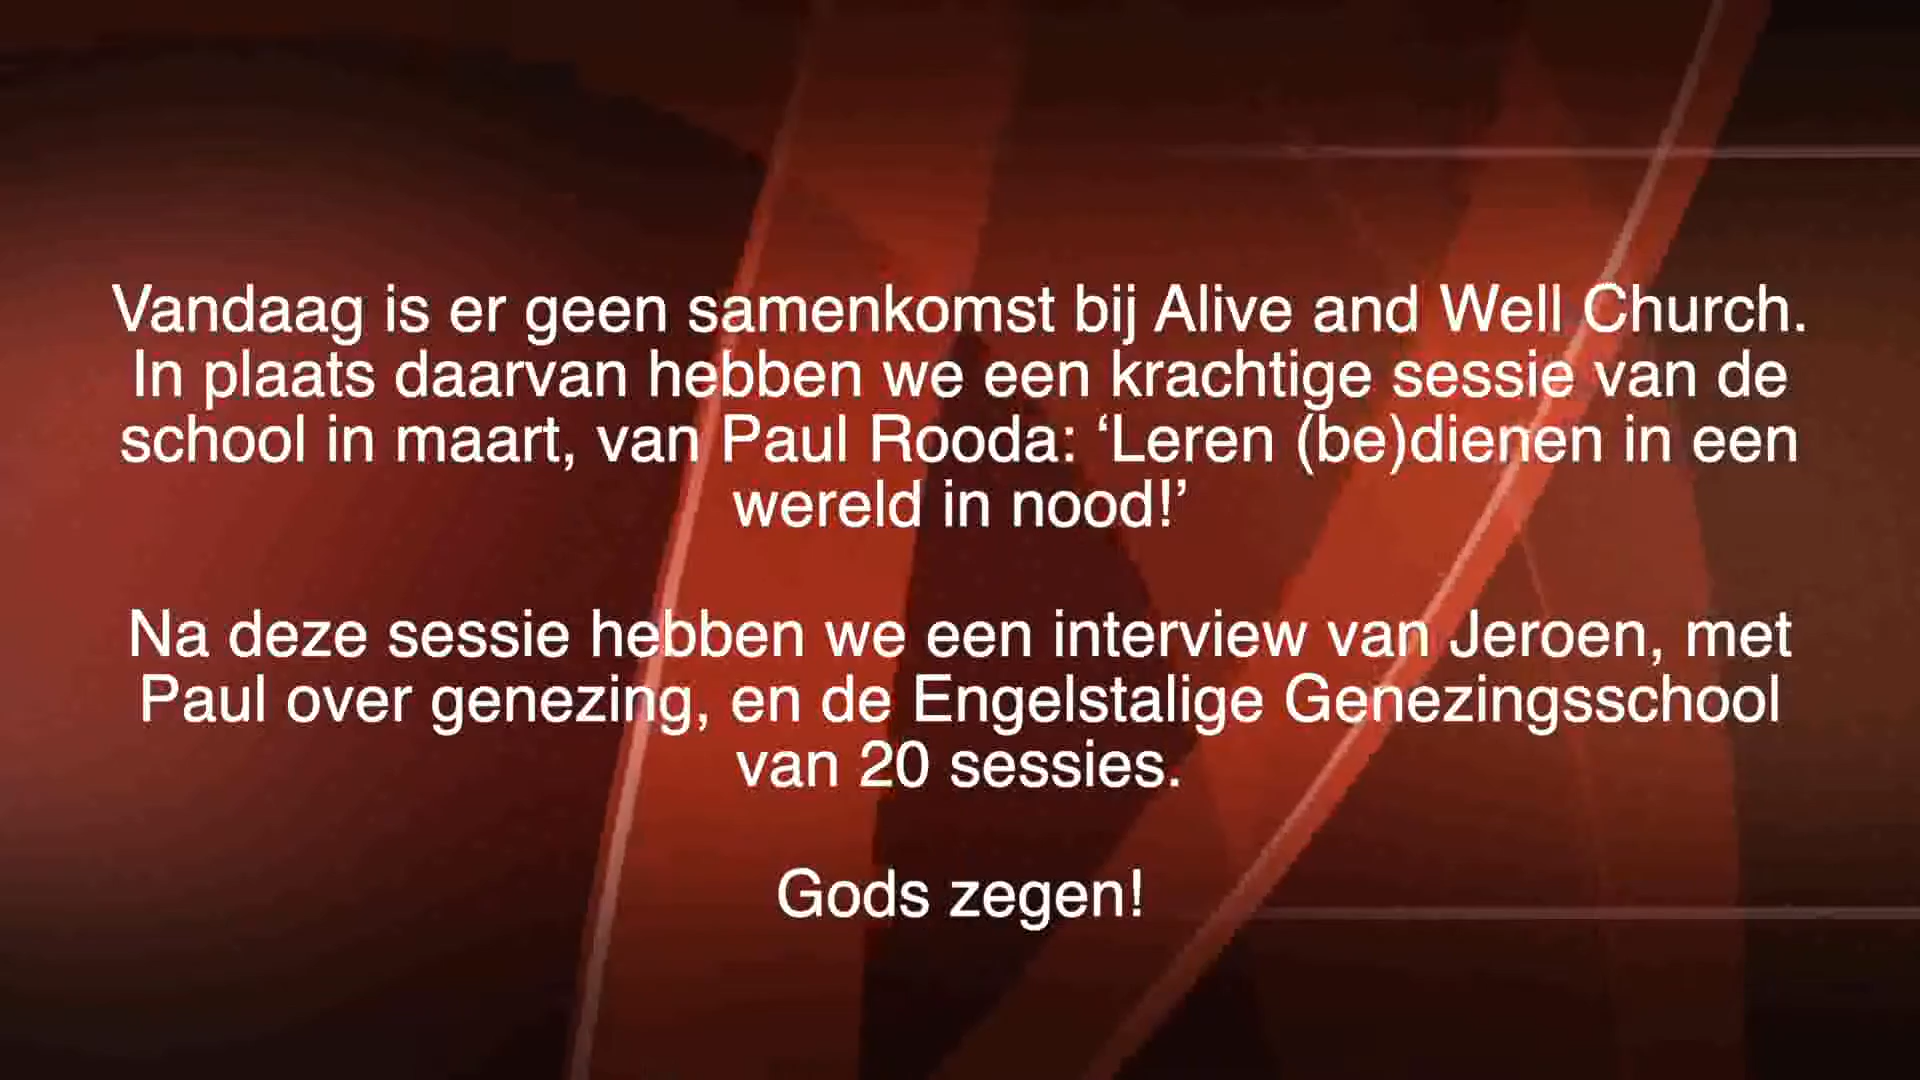 Vandaag is er geen samenkomst bij Alive and Well Church.
In plaats daarvan hebben we een krachtige sessie van de
school in maart, van Paul Rooda: ‘Leren (be)dienen in een
wereld in nood!’
Na deze sessie hebben we een interview van Jeroen, met
Paul over genezing, en de Engelstalige Genezingsschool
van 20 sessies.
Gods zegen!